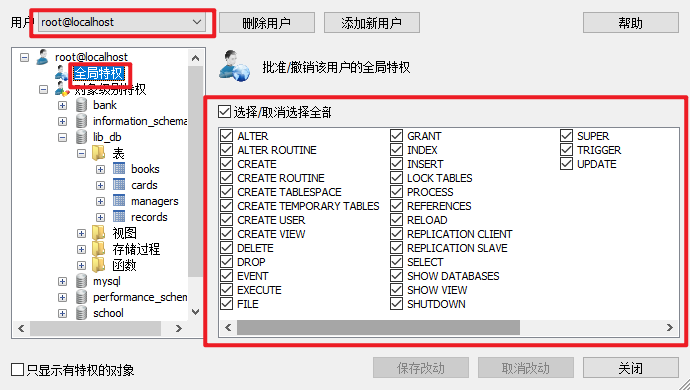 用户 root@localhost 删除用户 添加新用户 帮助
root@localhost
全局特权
对象级别特权
bank
information_schema
lib_db
表
books
cards
managers
records
视图
存储过程
函数
mysql
performance_schem
school
批准/撤销该用户的全局特权
选择/取消选择全部
ALTER
ALTER ROUTINE
CREATE
CREATE ROUTINE
CREATE TABLESPACE
CREATE TEMPORARY TABLES
CREATE USER
CREATE VIEW
DELETE
DROP
EVENT
EXECUTE
FILE
GRANT
INDEX
INSERT
LOCK TABLES
PROCESS
REFERENCES
RELOAD
REPLICATION CLIENT
REPLICATION SLAVE
SELECT
SHOW DATABASES
SHOW VIEW
SHUTDOWN
SUPER
TRIGGER
UPDATE
只显示有特权的对象 保存改动 取消改动 关闭